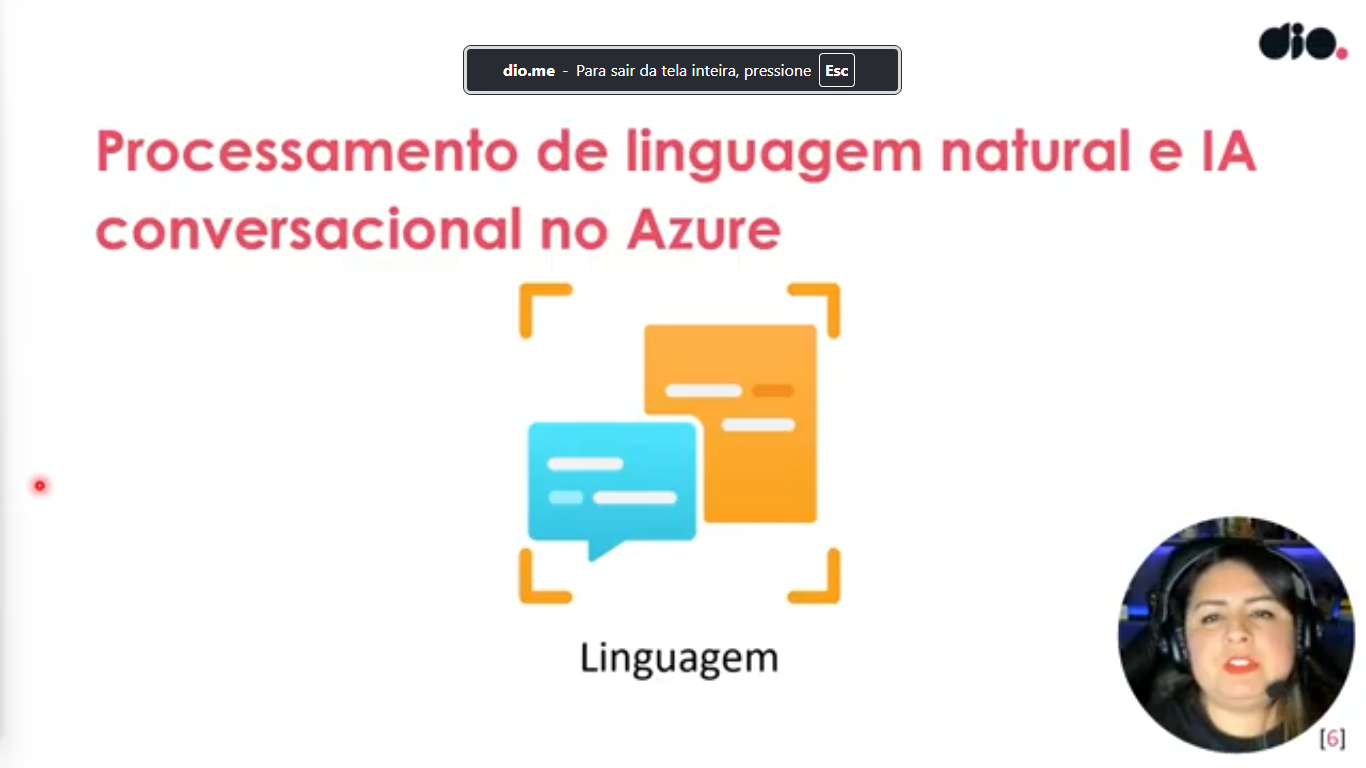 dio.
dio.me - Para sair da tela inteira, pressione Esc
Processamento de linguagem natural e IA
conversacional no Azure
Linguagem
[6]